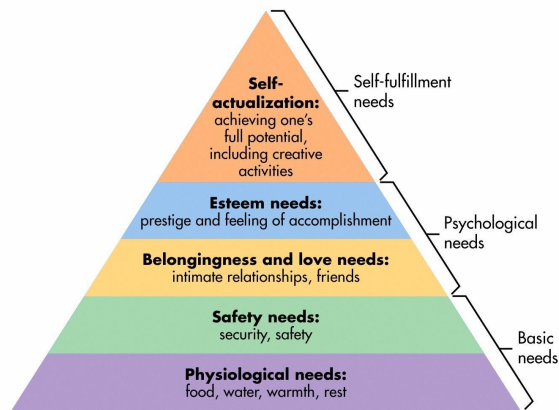 Self-
actualization:
achieving one's
full potential,
including creative
activities
Self-fulfillment
needs
Esteem needs:
prestige and feeling of accomplishment
Psychological
needs
Belongingness and love needs:
intimate relationships, friends
Safety needs:
security, safety
Basic
needs
Physiological needs:
food, water, warmth, rest